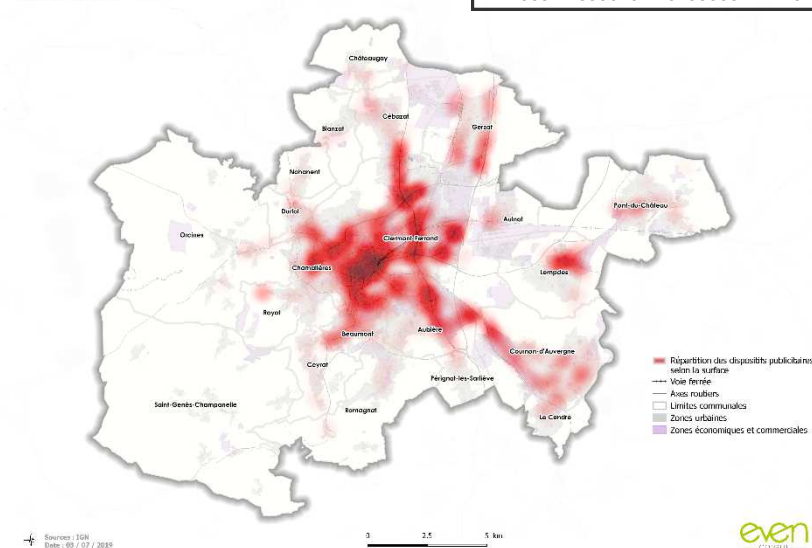 Châteaugay
Cébazat
Blanzat
Gerzat
Nohanent
Durtol
Aulnat
Pont-du-Château
Orcines
Clermont-Ferrand
Chamalières
Lempdes
Royat
Beaumont
Aubière
Cournon-d'Auvergne
Ceyrat
Pérignat-les-Sarliève
Saint-Genès-Champanelle
Romagnat
Le Cendre
Répartition des dispositifs publicitaires
selon la surface
Voie ferrée
Axes routiers
Limites communales
Zones urbaines
Zones économiques et commerciales
Sources : IGN
Date : 03 / 07 / 2019
0 2,5 5 km
even